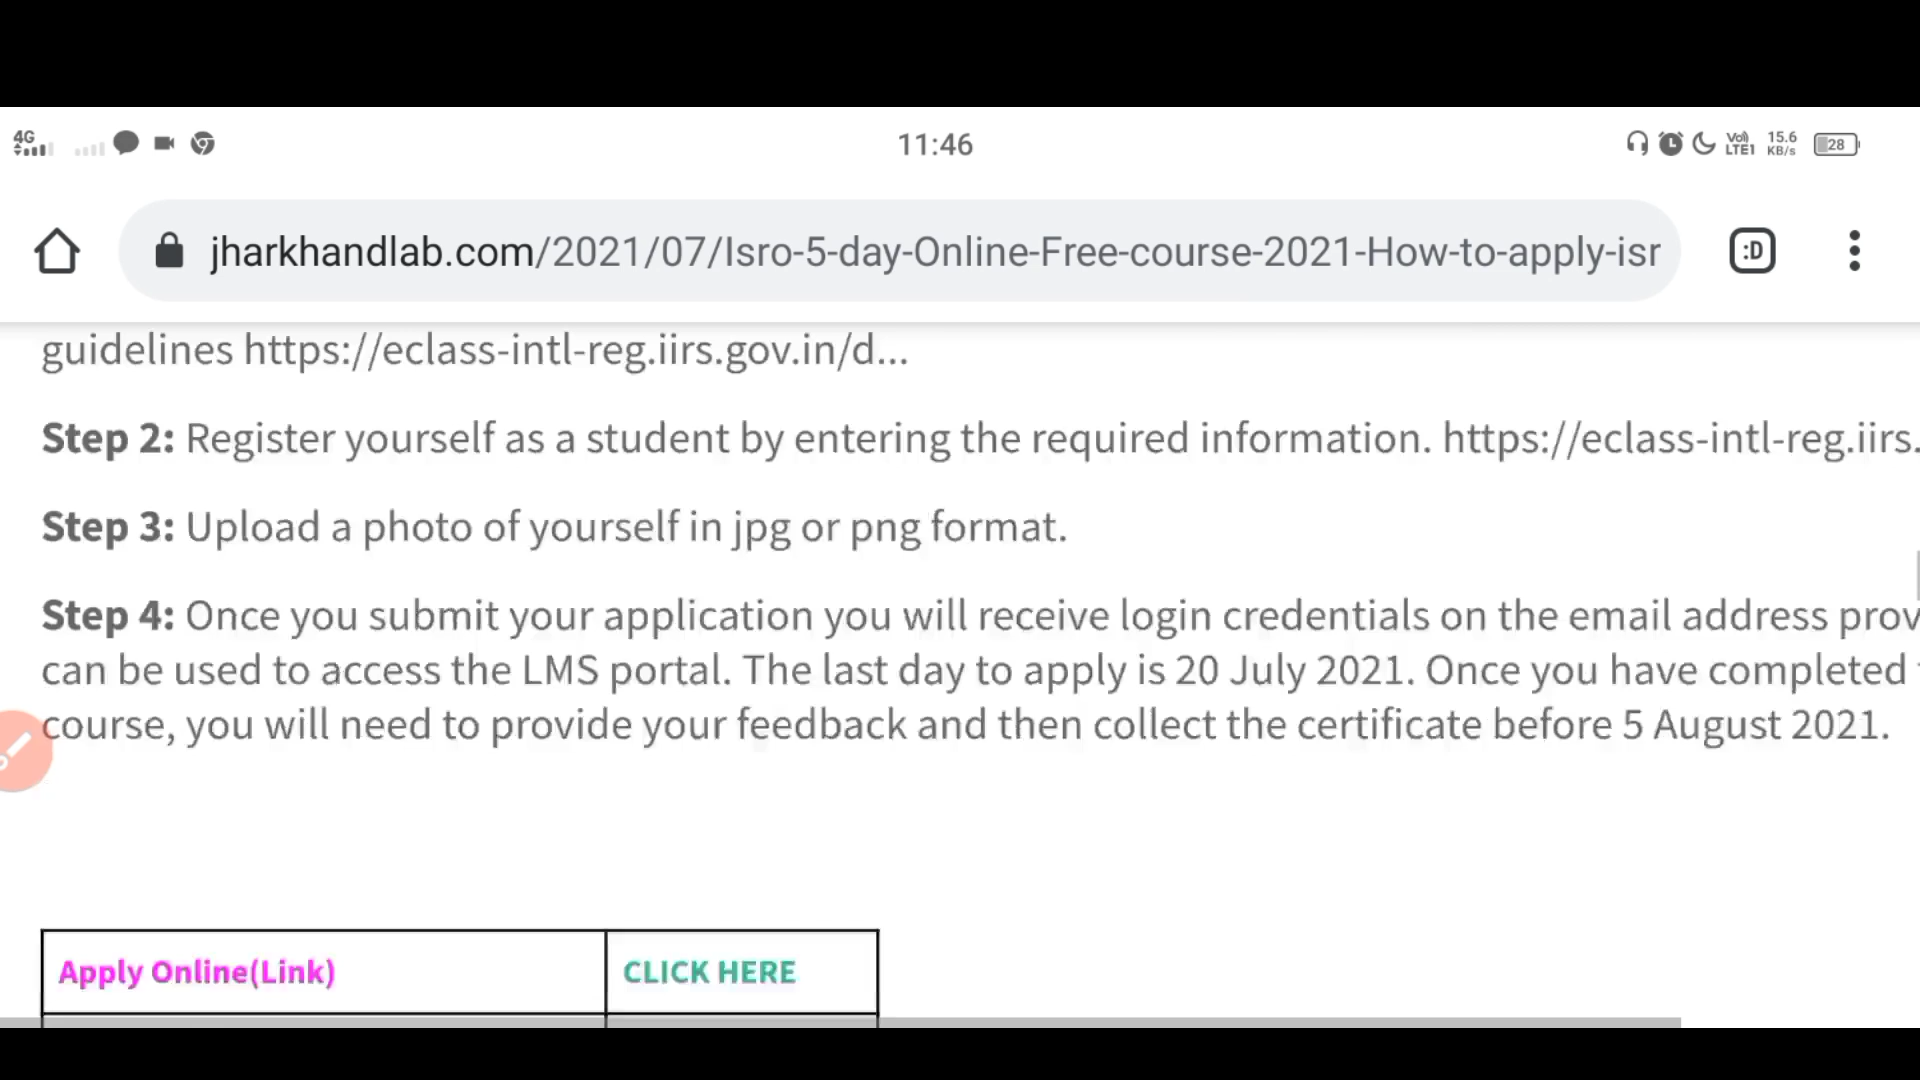 4G
11:46
Vo)) LTE1
15.6 KB/s
28
jharkhandlab.com/2021/07/Isro-5-day-Online-Free-course-2021-How-to-apply-isr
:D
guidelines https://eclass-intl-reg.iirs.gov.in/d...
Step 2: Register yourself as a student by entering the required information. https://eclass-intl-reg.iirs.
Step 3: Upload a photo of yourself in jpg or png format.
Step 4: Once you submit your application you will receive login credentials on the email address prov
can be used to access the LMS portal. The last day to apply is 20 July 2021. Once you have completed
course, you will need to provide your feedback and then collect the certificate before 5 August 2021.
Apply Online(Link)
CLICK HERE